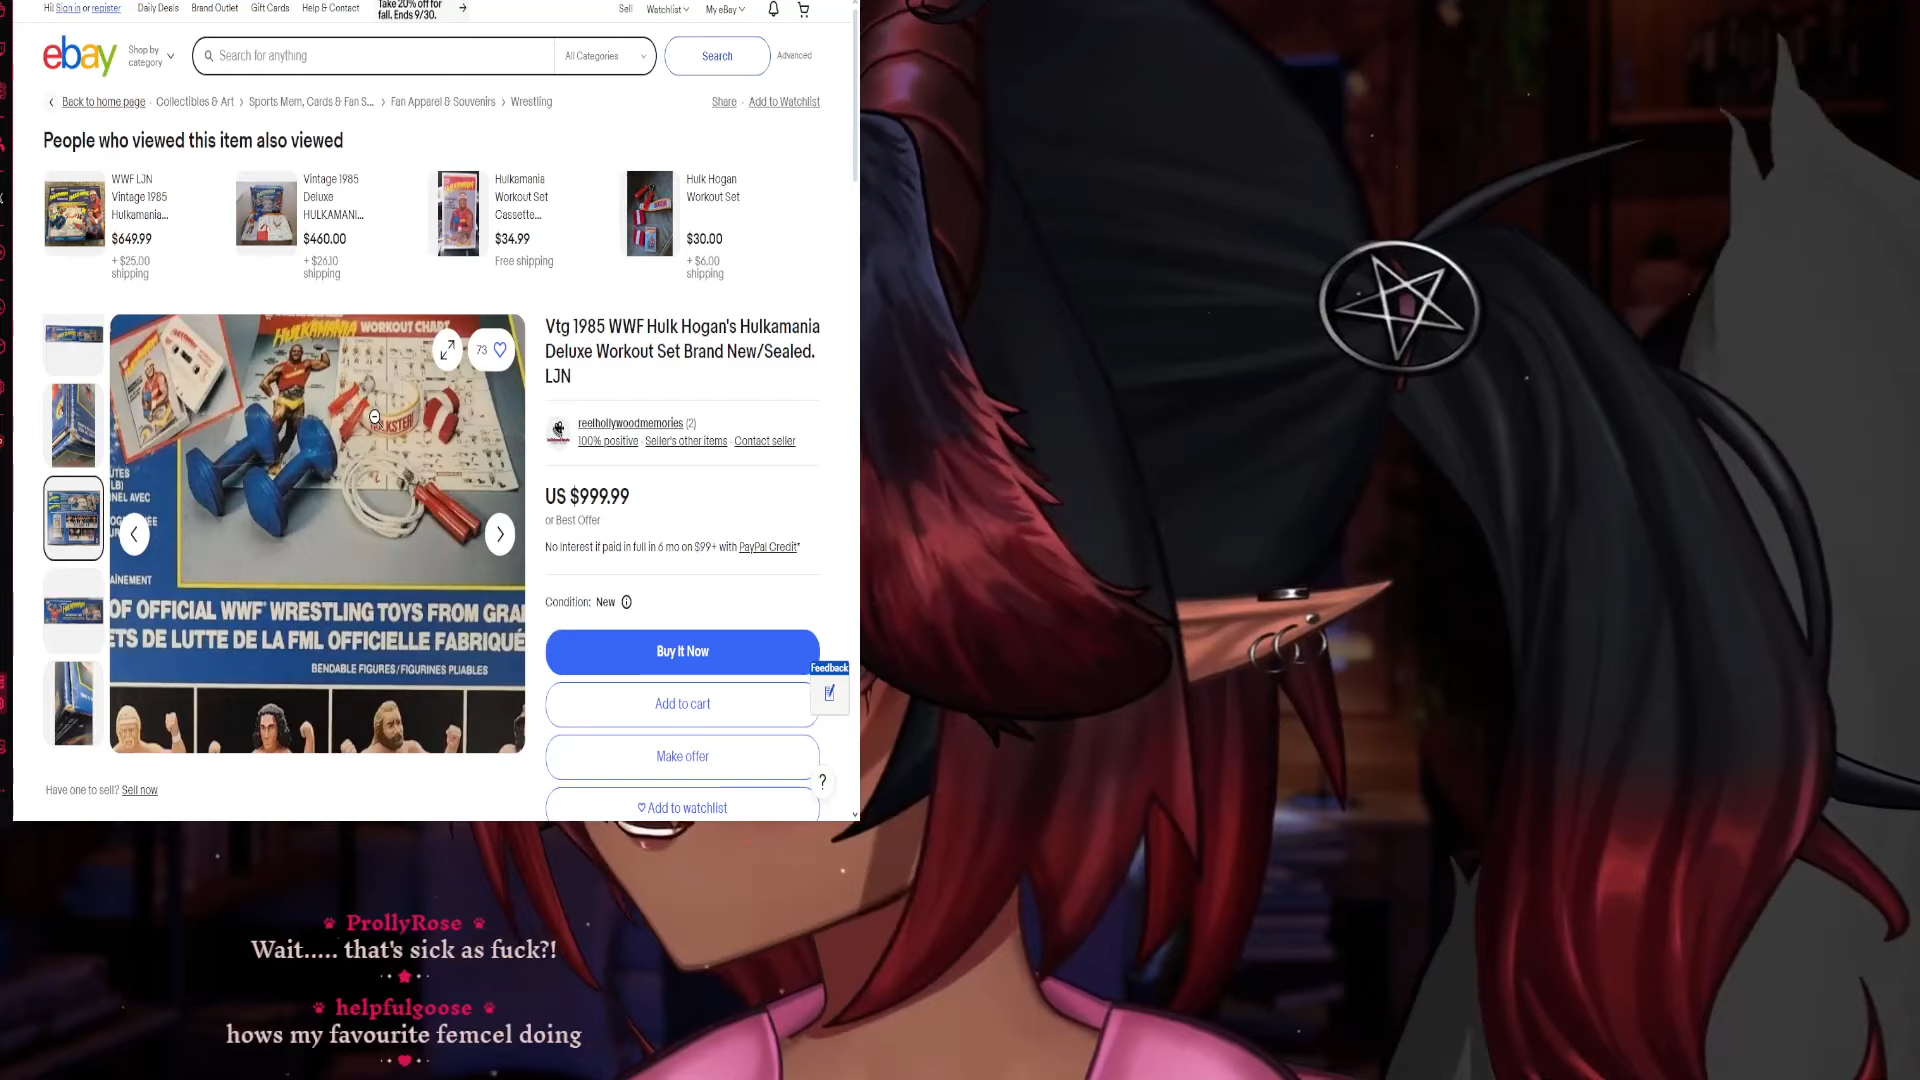 Hi! Sign in or register
Daily Deals
Brand Outlet
Gift Cards
Help & Contact
Take 20% off for
fall. Ends 9/30.
Sell
Watchlist
My eBay
ebay
Shop by
category
Search for anything
All Categories
Search
Advanced
Back to home page
Collectibles & Art
Sports Mem, Cards & Fan S...
Fan Apparel & Souvenirs
Wrestling
Share
Add to Watchlist
People who viewed this item also viewed
WWF LJN
Vintage 1985
Hulkamania...
$649.99
+ $25.00
shipping
Vintage 1985
Deluxe
HULKAMANI...
$460.00
+ $26.10
shipping
Hulkamania
Workout Set
Cassette...
$34.99
Free shipping
Hulk Hogan
Workout Set
$30.00
+ $6.00
shipping
HULKAMANIA WORKOUT CHART
73
OF OFFICIAL WWF WRESTLING TOYS FROM GRA
ETS DE LUTTE DE LA FML OFFICIELLE FABRIQUÉ
BENDABLE FIGURES/FIGURINES PLIABLES
Vtg 1985 WWF Hulk Hogan's Hulkamania
Deluxe Workout Set Brand New/Sealed.
LJN
reelhollywoodmemories (2)
100% positive · Seller's other items · Contact seller
US $999.99
or Best Offer
No Interest if paid in full in 6 mo on $99+ with PayPal Credit*
Condition: New
Buy It Now
Feedback
Add to cart
Make offer
?
Add to watchlist
Have one to sell? Sell now
ProllyRose
Wait..... that's sick as fuck?!
helpfulgoose
hows my favourite femcel doing